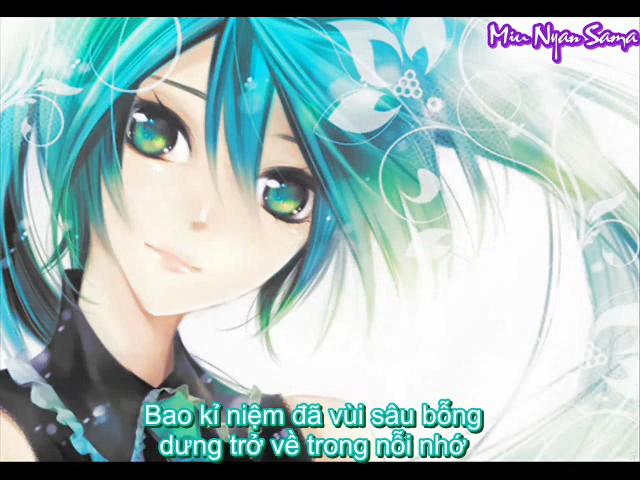 Miu Nyan Sama
Bao kỉ niệm đã vùi sâu bỗng
dưng trở về trong nỗi nhớ